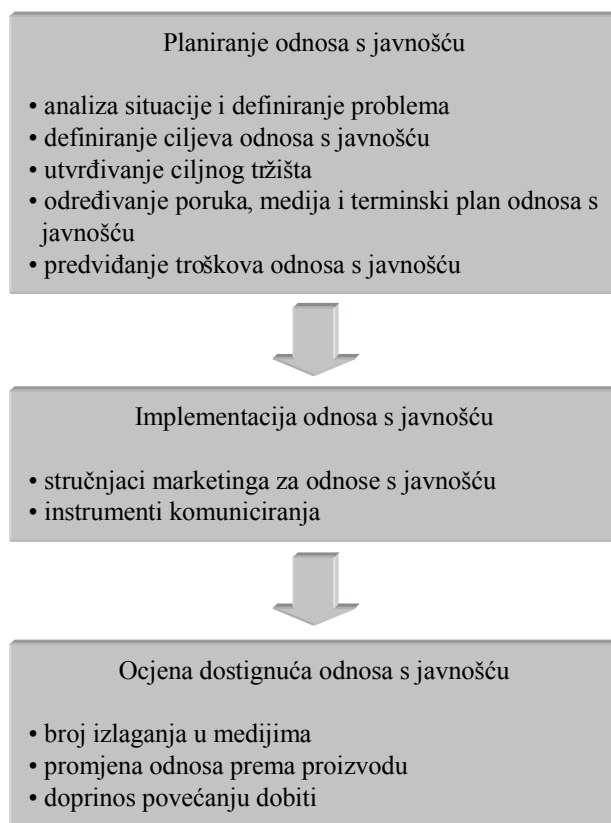 Planiranje odnosa s javnošću
• analiza situacije i definiranje problema
• definiranje ciljeva odnosa s javnošću
• utvrđivanje ciljnog tržišta
• određivanje poruka, medija i terminski plan odnosa s
javnošću
• predviđanje troškova odnosa s javnošću
Implementacija odnosa s javnošću
• stručnjaci marketinga za odnose s javnošću
• instrumenti komuniciranja
Ocjena dostignuća odnosa s javnošću
• broj izlaganja u medijima
• promjena odnosa prema proizvodu
• doprinos povećanju dobiti